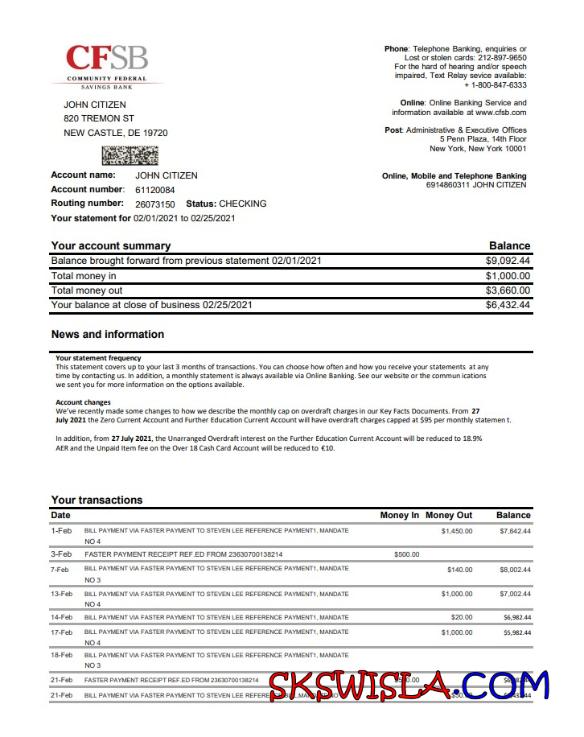 CFSB
COMMUNITY FEDERAL
SAVINGS BANK
JOHN CITIZEN
820 TREMON ST
NEW CASTLE, DE 19720
Phone: Telephone Banking, enquiries or
Lost or stolen cards: 212-897-9650
For the hard of hearing and/or speech
impaired, Text Relay sevice available:
+ 1-800-847-6333
Online: Online Banking Service and
information available at www.cfsb.com
Post: Administrative & Executive Offices
5 Penn Plaza, 14th Floor
New York, New York 10001
Online, Mobile and Telephone Banking
6914860311 JOHN CITIZEN
Account name: JOHN CITIZEN
Account number: 61120084
Routing number: 26073150 Status: CHECKING
Your statement for 02/01/2021 to 02/25/2021
Your account summary Balance
Balance brought forward from previous statement 02/01/2021 $9,092.44
Total money in $1,000.00
Total money out $3,660.00
Your balance at close of business 02/25/2021 $6,432.44
News and information
Your statement frequency
This statement covers up to your last 3 months of transactions. You can choose how often and how you receive your statements at any
time by contacting us. In addition, a monthly statement is always available via Online Banking. See our website or the commun ications
we sent you for more information on the options available.
Account changes
We've recently made some changes to how we describe the monthly cap on overdraft charges in our Key Facts Documents. From 27
July 2021 the Zero Current Account and Further Education Current Account will have overdraft charges capped at $95 per monthly statemen t.
In addition, from 27 July 2021, the Unarranged Overdraft interest on the Further Education Current Account will be reduced to 18.9%
AER and the Unpaid Item fee on the Over 18 Cash Card Account will be reduced to £10.
Your transactions
Date Money In Money Out Balance
1-Feb BILL PAYMENT VIA FASTER PAYMENT TO STEVEN LEE REFERENCE PAYMENT1, MANDATE $1,450.00 $7,642.44
NO 4
3-Feb FASTER PAYMENT RECEIPT REF.ED FROM 23630700138214 $500.00
7-Feb BILL PAYMENT VIA FASTER PAYMENT TO STEVEN LEE REFERENCE PAYMENT1, MANDATE $140.00 $8,002.44
NO 3
13-Feb BILL PAYMENT VIA FASTER PAYMENT TO STEVEN LEE REFERENCE PAYMENT1, MANDATE $1,000.00 $7,002.44
NO 4
14-Feb BILL PAYMENT VIA FASTER PAYMENT TO STEVEN LEE REFERENCE PAYMENT1, MANDATE $20.00 $6,982.44
17-Feb BILL PAYMENT VIA FASTER PAYMENT TO STEVEN LEE REFERENCE PAYMENT1, MANDATE $1,000.00 $5,982.44
NO 4
18-Feb BILL PAYMENT VIA FASTER PAYMENT TO STEVEN LEE REFERENCE PAYMENT1, MANDATE
NO 3
21-Feb FASTER PAYMENT RECEIPT REF.ED FROM 23630700138214
21-Feb BILL PAYMENT VIA FASTER PAYMENT TO STEVEN LEE
SKSWISLA.COM